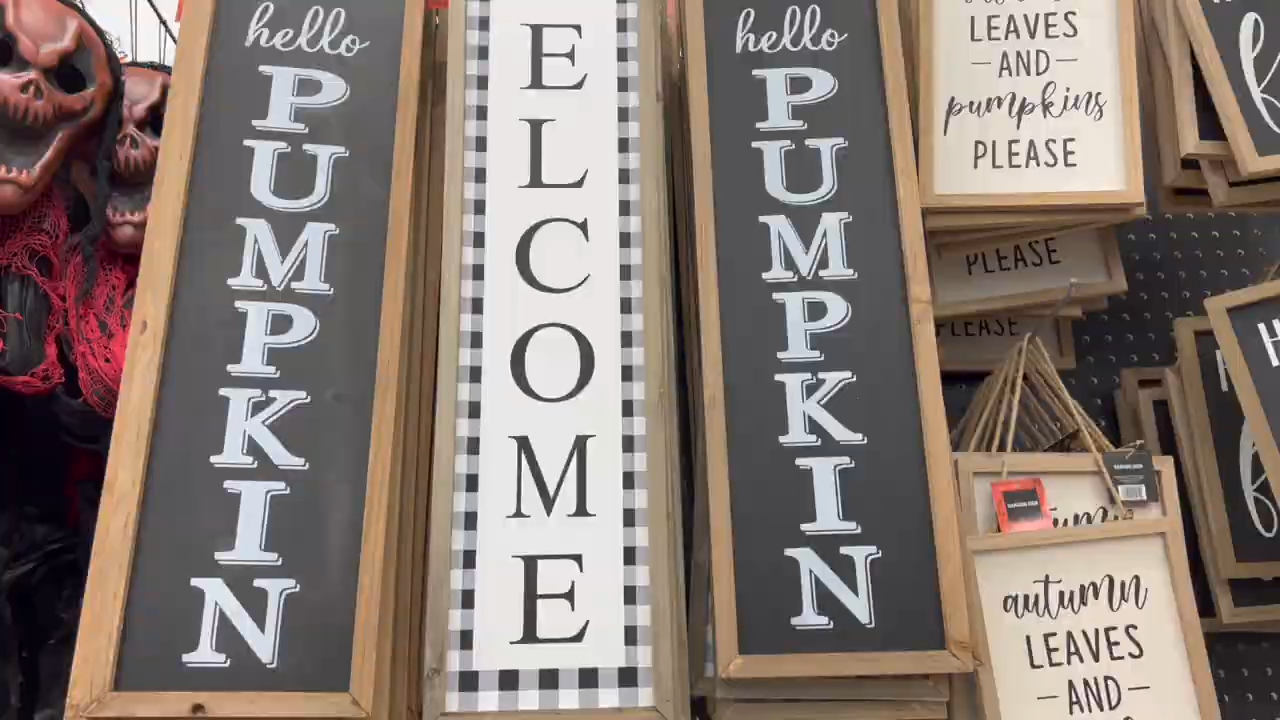 hello
PUMPKIN
ELCOME
hello
PUMPKIN
LEAVES
-AND-
pumpkins
PLEASE
PLEASE
PLEASE
autumn
LEAVES
-AND-
H